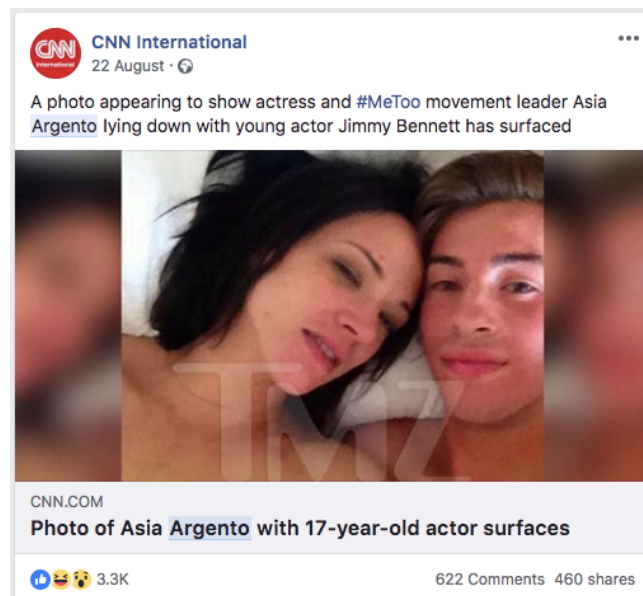 CNN
International
CNN International
22 August ·
A photo appearing to show actress and #MeToo movement leader Asia
Argento lying down with young actor Jimmy Bennett has surfaced
TMZ
CNN.COM
Photo of Asia Argento with 17-year-old actor surfaces
3.3K 622 Comments 460 shares